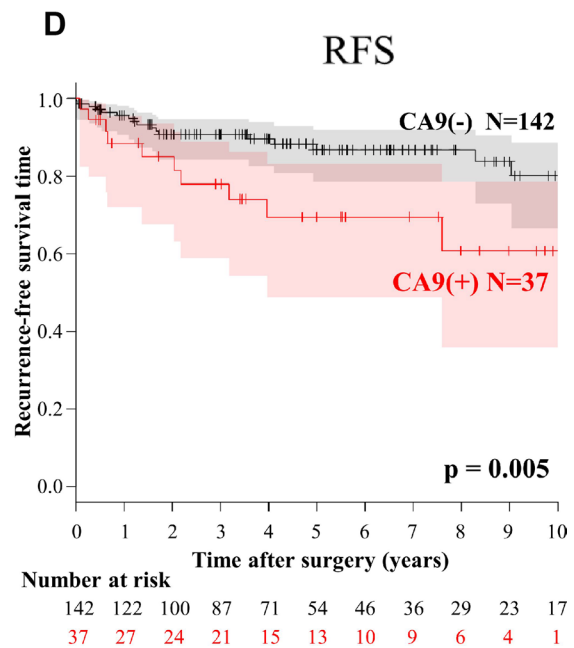 D
RFS
1.0
0.8
0.6
0.4
0.2
0.0
Recurrence-free survival time
CA9(-) N=142
CA9(+) N=37
p = 0.005
0 1 2 3 4 5 6 7 8 9 10
Time after surgery (years)
Number at risk
142 122 100 87 71 54 46 36 29 23 17
37 27 24 21 15 13 10 9 6 4 1